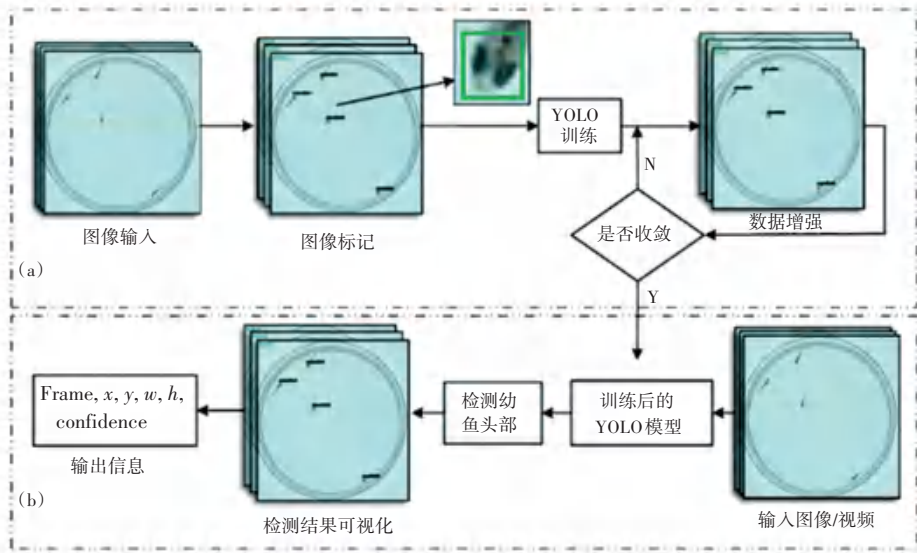 YOLO
训练
N
图像输入
图像标记
是否收敛
数据增强
(a)
Y
Frame, x, y, w, h,
confidence
检测幼
鱼头部
训练后的
YOLO模型
输出信息
(b)
检测结果可视化
输入图像/视频